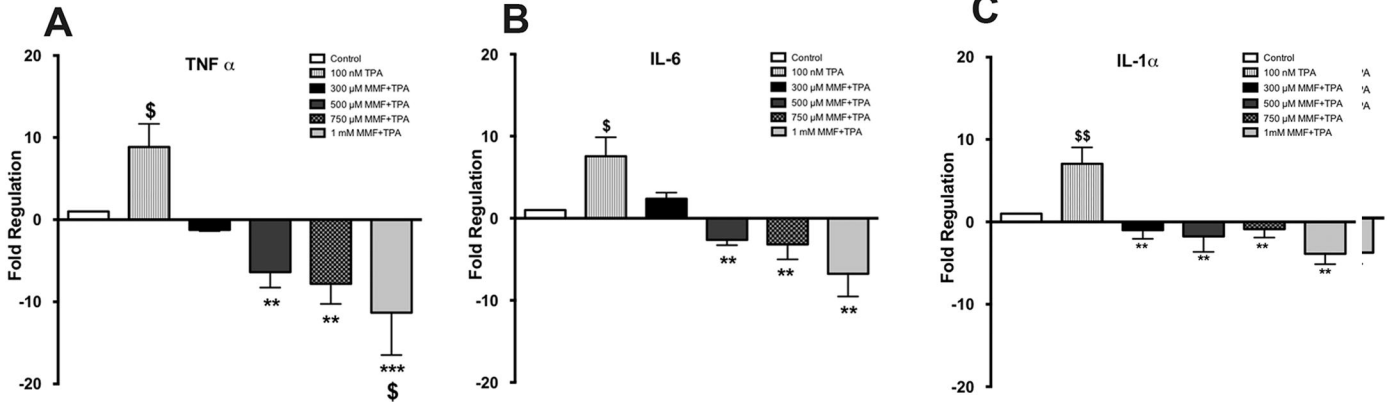 A
TNF α
Fold Regulation
20
10
0
-10
-20
Control
100 nM TPA
300 µM MMF+TPA
500 µM MMF+TPA
750 µM MMF+TPA
1 mM MMF+TPA
$
**
**
***
$
B
IL-6
Fold Regulation
20
10
0
-10
-20
Control
100 nM TPA
300 µM MMF+TPA
500 µM MMF+TPA
750 µM MMF+TPA
1 mM MMF+TPA
$
**
**
**
C
IL-1α
Fold Regulation
20
10
0
-10
-20
Control
100 nM TPA
300 µM MMF+TPA
500 µM MMF+TPA
750 µM MMF+TPA
1mM MMF+TPA
$$
**
**
**
**